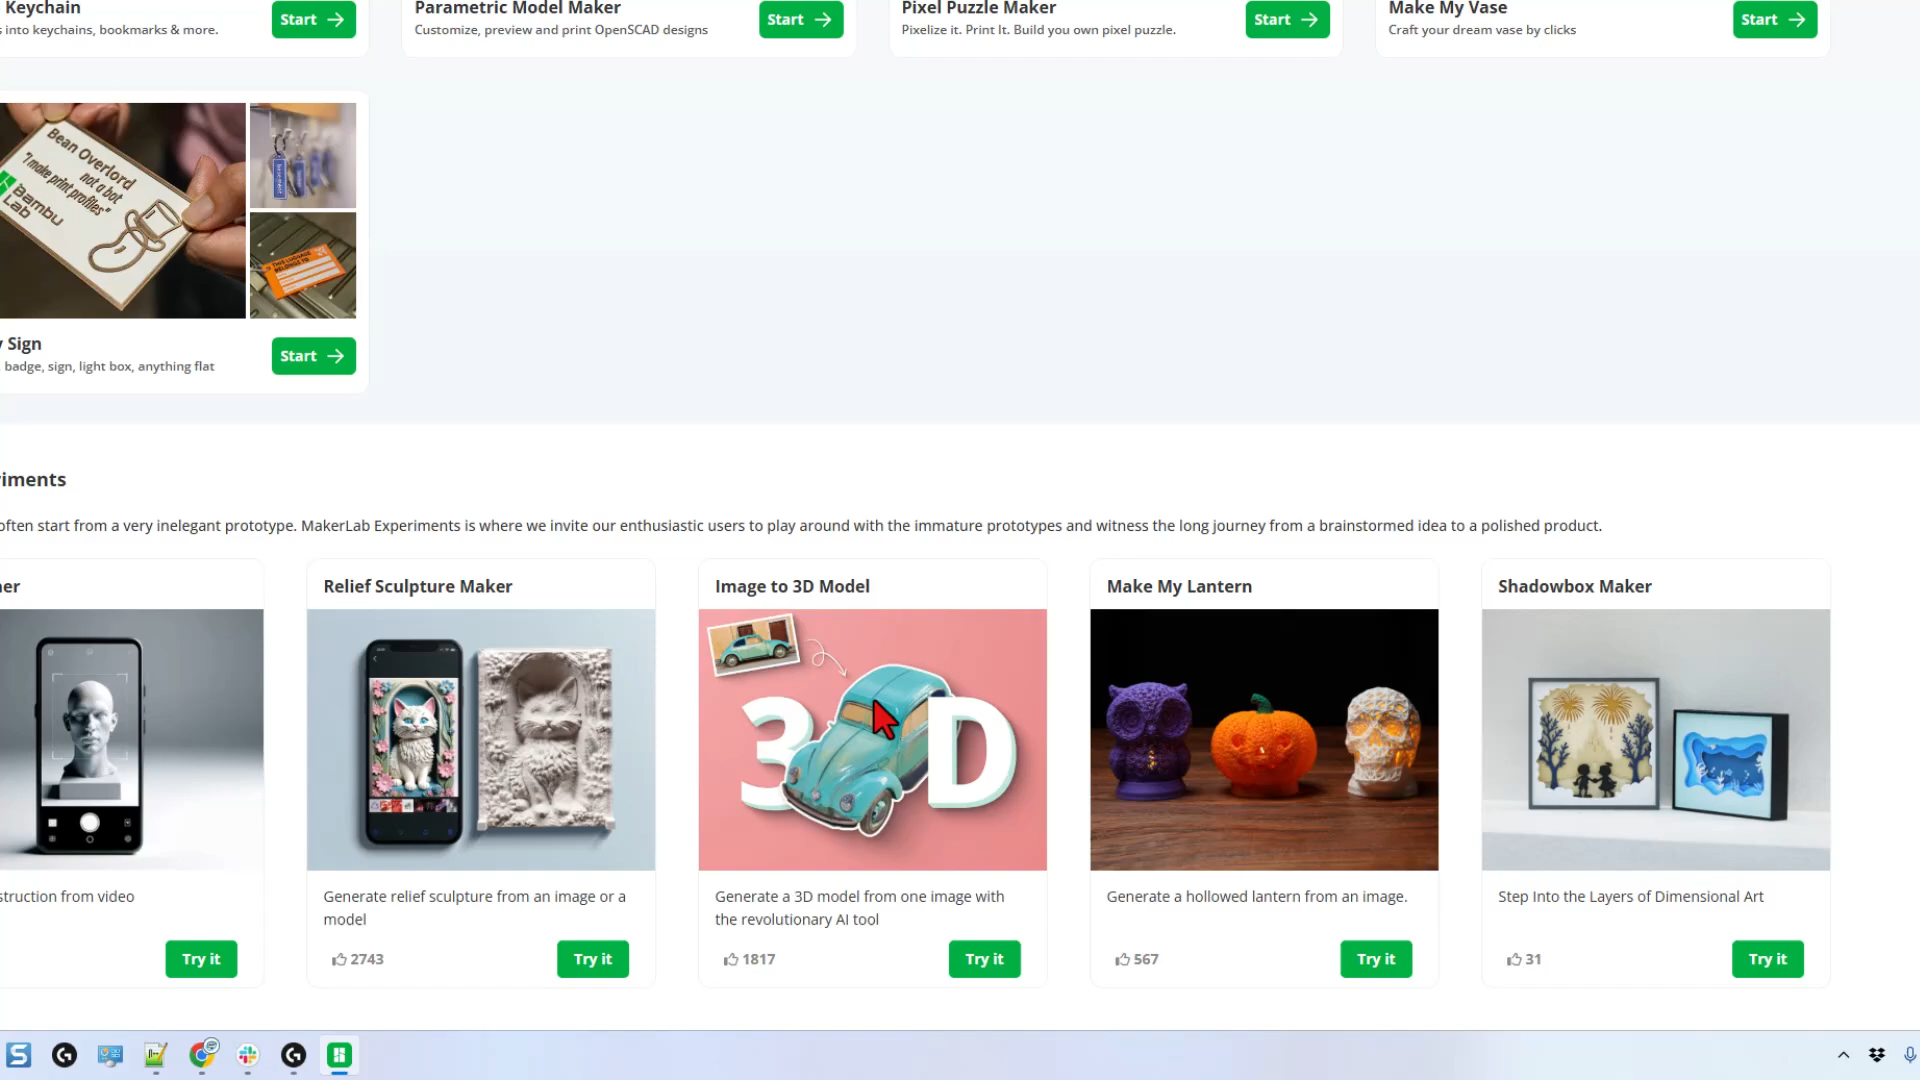 Keychain
s into keychains, bookmarks & more.
Start
Parametric Model Maker
Customize, preview and print OpenSCAD designs
Start
Pixel Puzzle Maker
Pixelize it. Print It. Build you own pixel puzzle.
Start
Make My Vase
Craft your dream vase by clicks
Start
Bean Overlord
not a bot
"I make print profiles"
Bambu
Lab
THIS LUGGAGE
BELONGS TO
y Sign
badge, sign, light box, anything flat
Start
riments
often start from a very inelegant prototype. MakerLab Experiments is where we invite our enthusiastic users to play around with the immature prototypes and witness the long journey from a brainstormed idea to a polished product.
ner
struction from video
Try it
Relief Sculpture Maker
Generate relief sculpture from an image or a
model
2743
Try it
Image to 3D Model
3D
Generate a 3D model from one image with
the revolutionary AI tool
1817
Try it
Make My Lantern
Generate a hollowed lantern from an image.
567
Try it
Shadowbox Maker
Step Into the Layers of Dimensional Art
31
Try it